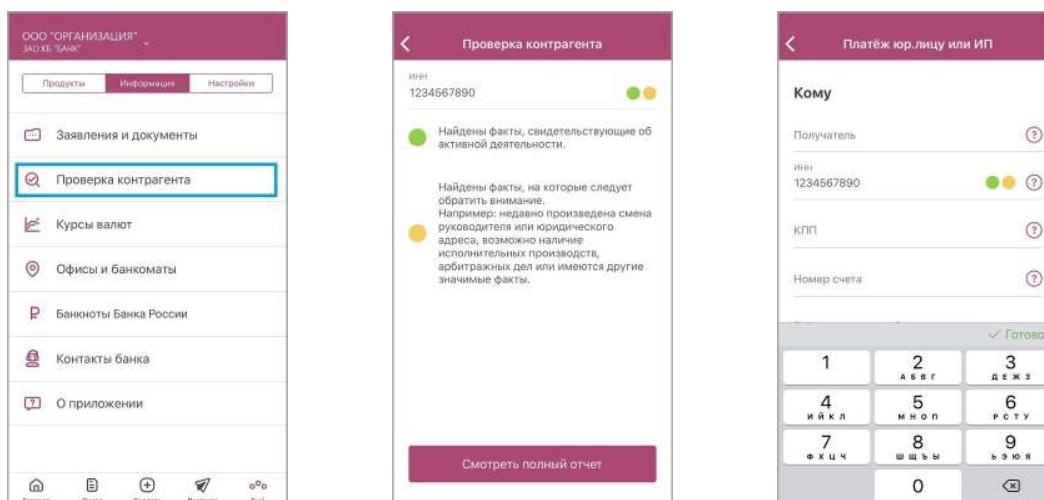 ООО "ОРГАНИЗАЦИЯ"
ЗАО КБ "БАНК"
Продукты
Информация
Настройки
Заявления и документы
Проверка контрагента
Курсы валют
Офисы и банкоматы
Банкноты Банка России
Контакты банка
О приложении
Проверка контрагента
ИНН
1234567890
Найдены факты, свидетельствующие об
активной деятельности.
Найдены факты, на которые следует
обратить внимание.
Например: недавно произведена смена
руководителя или юридического
адреса, возможно наличие
исполнительных производств,
арбитражных дел или имеются другие
значимые факты.
Смотреть полный отчет
Платёж юр.лицу или ИП
Кому
Получатель
ИНН
1234567890
КПП
Номер счета
Готово
1
2
АБВГ
3
ДЕЖЗ
4
ИЙКЛ
5
МНОП
6
РСТУ
7
ФХЦЧ
8
ШЩЪЫ
9
ЬЭЮЯ
0